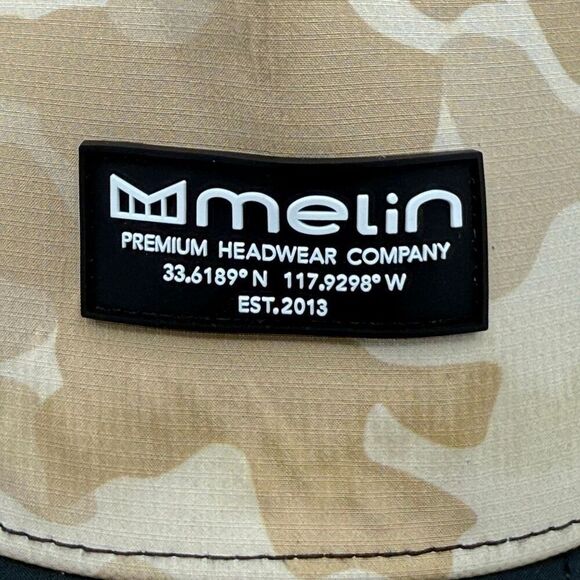 melin
PREMIUM HEADWEAR COMPANY
33.6189° N 117.9298° W
EST.2013